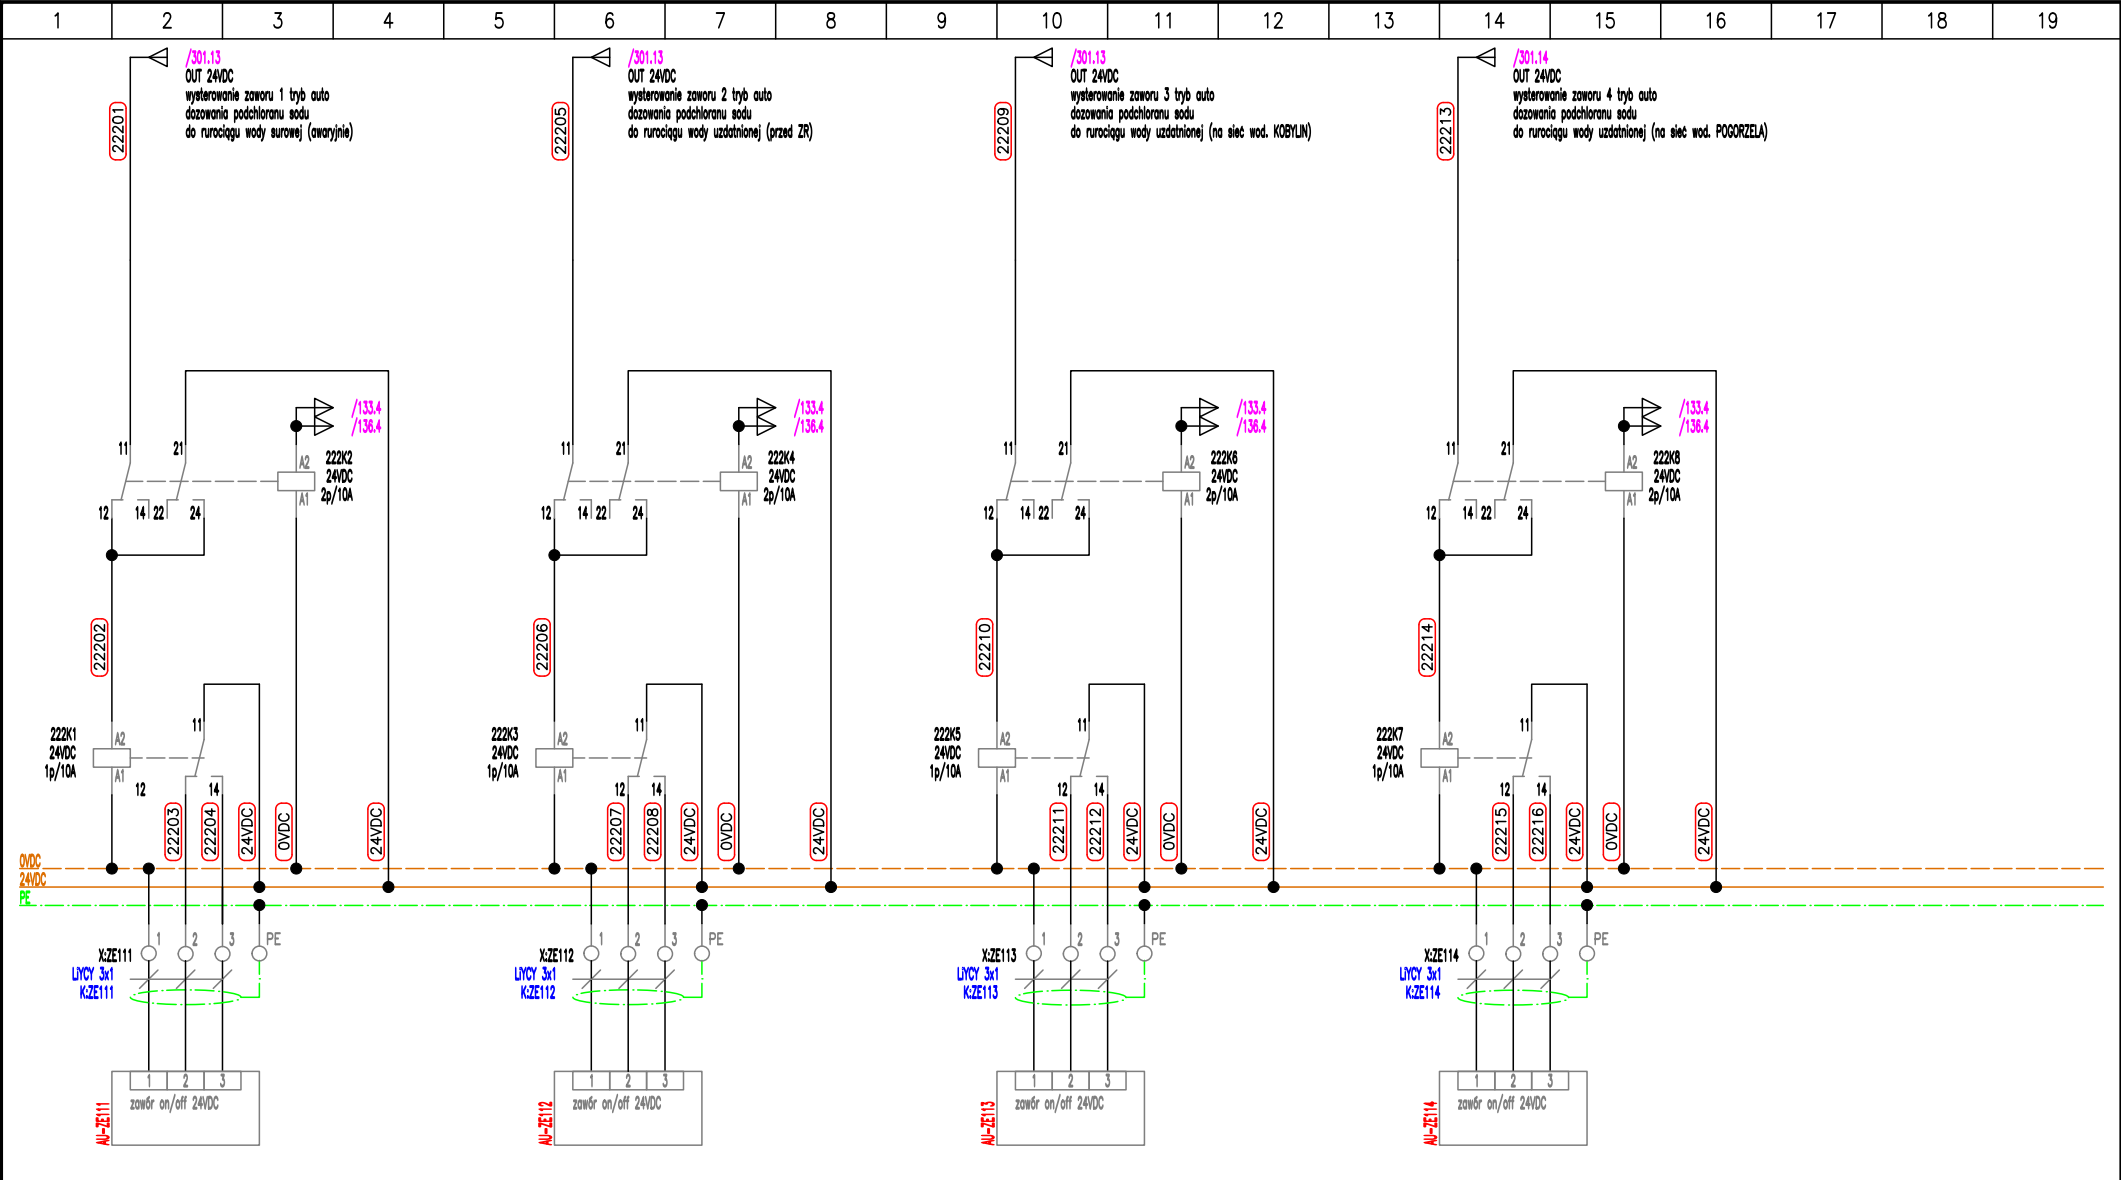 1 2 3 4 5 6 7 8 9 10 11 12 13 14 15 16 17 18 19
/301.13
OUT 24VDC
wysterowanie zaworu 1 tryb auto
dozowania podchloranu sodu
do rurociągu wody surowej (awaryjnie)
22201
/301.13
OUT 24VDC
wysterowanie zaworu 2 tryb auto
dozowania podchloranu sodu
do rurociągu wody uzdatnionej (przed ZR)
22205
/301.13
OUT 24VDC
wysterowanie zaworu 3 tryb auto
dozowania podchloranu sodu
do rurociągu wody uzdatnionej (na sieć wod. KOBYLIN)
22209
/301.14
OUT 24VDC
wysterowanie zaworu 4 tryb auto
dozowania podchloranu sodu
do rurociągu wody uzdatnionej (na sieć wod. POGORZELA)
22213
/133.4
/136.4
11 21
A2
A1
222K2
24VDC
2p/10A
12 14 22 24
/133.4
/136.4
11 21
A2
A1
222K4
24VDC
2p/10A
12 14 22 24
/133.4
/136.4
11 21
A2
A1
222K6
24VDC
2p/10A
12 14 22 24
/133.4
/136.4
11 21
A2
A1
222K8
24VDC
2p/10A
12 14 22 24
22202
22206
22210
22214
222K1
24VDC
1p/10A
A2
A1
11
12 14
22203 22204 24VDC 0VDC 24VDC
222K3
24VDC
1p/10A
A2
A1
11
12 14
22207 22208 24VDC 0VDC 24VDC
222K5
24VDC
1p/10A
A2
A1
11
12 14
22211 22212 24VDC 0VDC 24VDC
222K7
24VDC
1p/10A
A2
A1
11
12 14
22215 22216 24VDC 0VDC 24VDC
0VDC
24VDC
PE
1 2 3 PE
X:ZE111
LiYCY 3x1
K:ZE111
1 2 3 PE
X:ZE112
LiYCY 3x1
K:ZE112
1 2 3 PE
X:ZE113
LiYCY 3x1
K:ZE113
1 2 3 PE
X:ZE114
LiYCY 3x1
K:ZE114
1 2 3
zawór on/off 24VDC
AU-ZE111
1 2 3
zawór on/off 24VDC
AU-ZE112
1 2 3
zawór on/off 24VDC
AU-ZE113
1 2 3
zawór on/off 24VDC
AU-ZE114